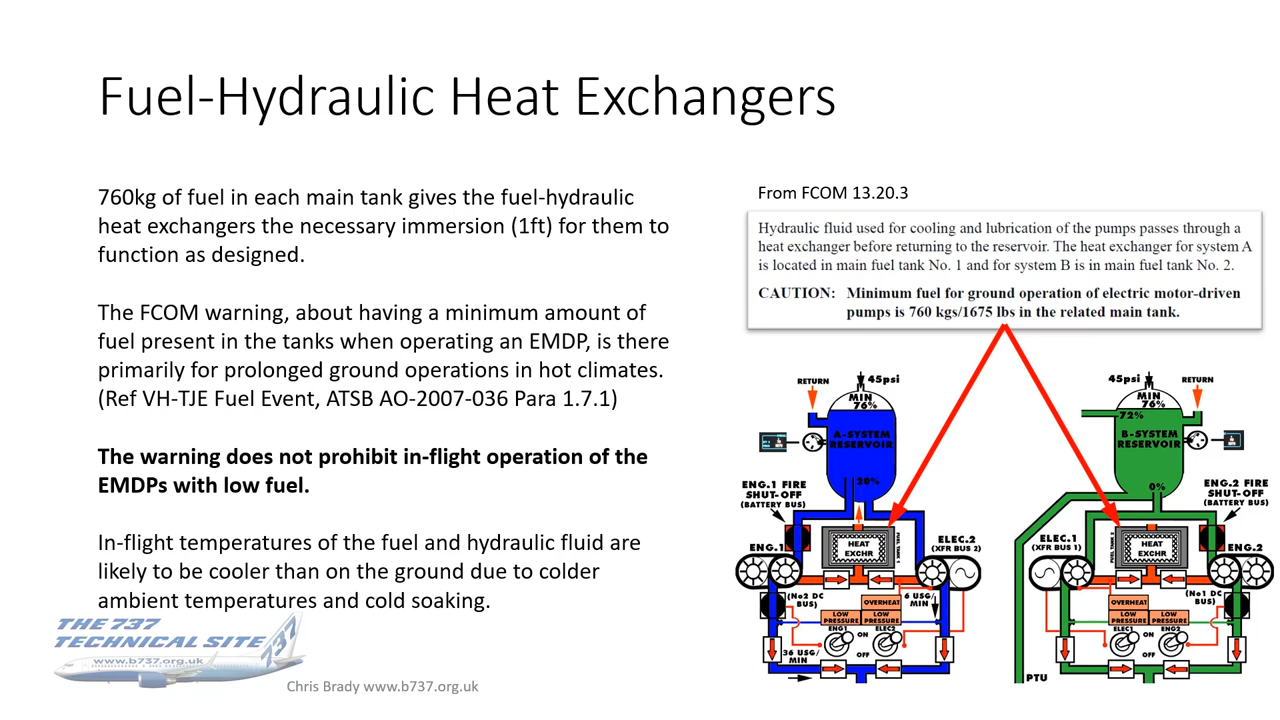 Fuel-Hydraulic Heat Exchangers
760kg of fuel in each main tank gives the fuel-hydraulic
heat exchangers the necessary immersion (1ft) for them to
function as designed.
The FCOM warning, about having a minimum amount of
fuel present in the tanks when operating an EMDP, is there
primarily for prolonged ground operations in hot climates.
(Ref VH-TJE Fuel Event, ATSB AO-2007-036 Para 1.7.1)
The warning does not prohibit in-flight operation of the
EMDPs with low fuel.
In-flight temperatures of the fuel and hydraulic fluid are
likely to be cooler than on the ground due to colder
ambient temperatures and cold soaking.
THE 737
TECHNICAL SITE
737
www.b737.org.uk
Chris Brady www.b737.org.uk
From FCOM 13.20.3
Hydraulic fluid used for cooling and lubrication of the pumps passes through a
heat exchanger before returning to the reservoir. The heat exchanger for system A
is located in main fuel tank No. 1 and for system B is in main fuel tank No. 2.
CAUTION: Minimum fuel for ground operation of electric motor-driven
pumps is 760 kgs/1675 lbs in the related main tank.
RETURN
45psi
MIN
76%
A-SYSTEM
RESERVOIR
20%
ENG.1 FIRE
SHUT-OFF
(BATTERY BUS)
ENG.1
HEAT
EXCHR
FUEL TANK 1
ELEC.2
(XFR BUS 2)
(No2 DC
BUS)
OVERHEAT
6 USG/
MIN
LOW
PRESSURE
LOW
PRESSURE
ENG1
ELEC2
ON
OFF
36 USG/
MIN
45psi
RETURN
MIN
76%
72%
B-SYSTEM
RESERVOIR
0%
ENG.2 FIRE
SHUT-OFF
(BATTERY BUS)
ELEC.1
(XFR BUS 1)
FUEL TANK 2
HEAT
EXCHR
ENG.2
(No1 DC
BUS)
OVERHEAT
LOW
PRESSURE
LOW
PRESSURE
ELEC1
ENG2
ON
OFF
PTU